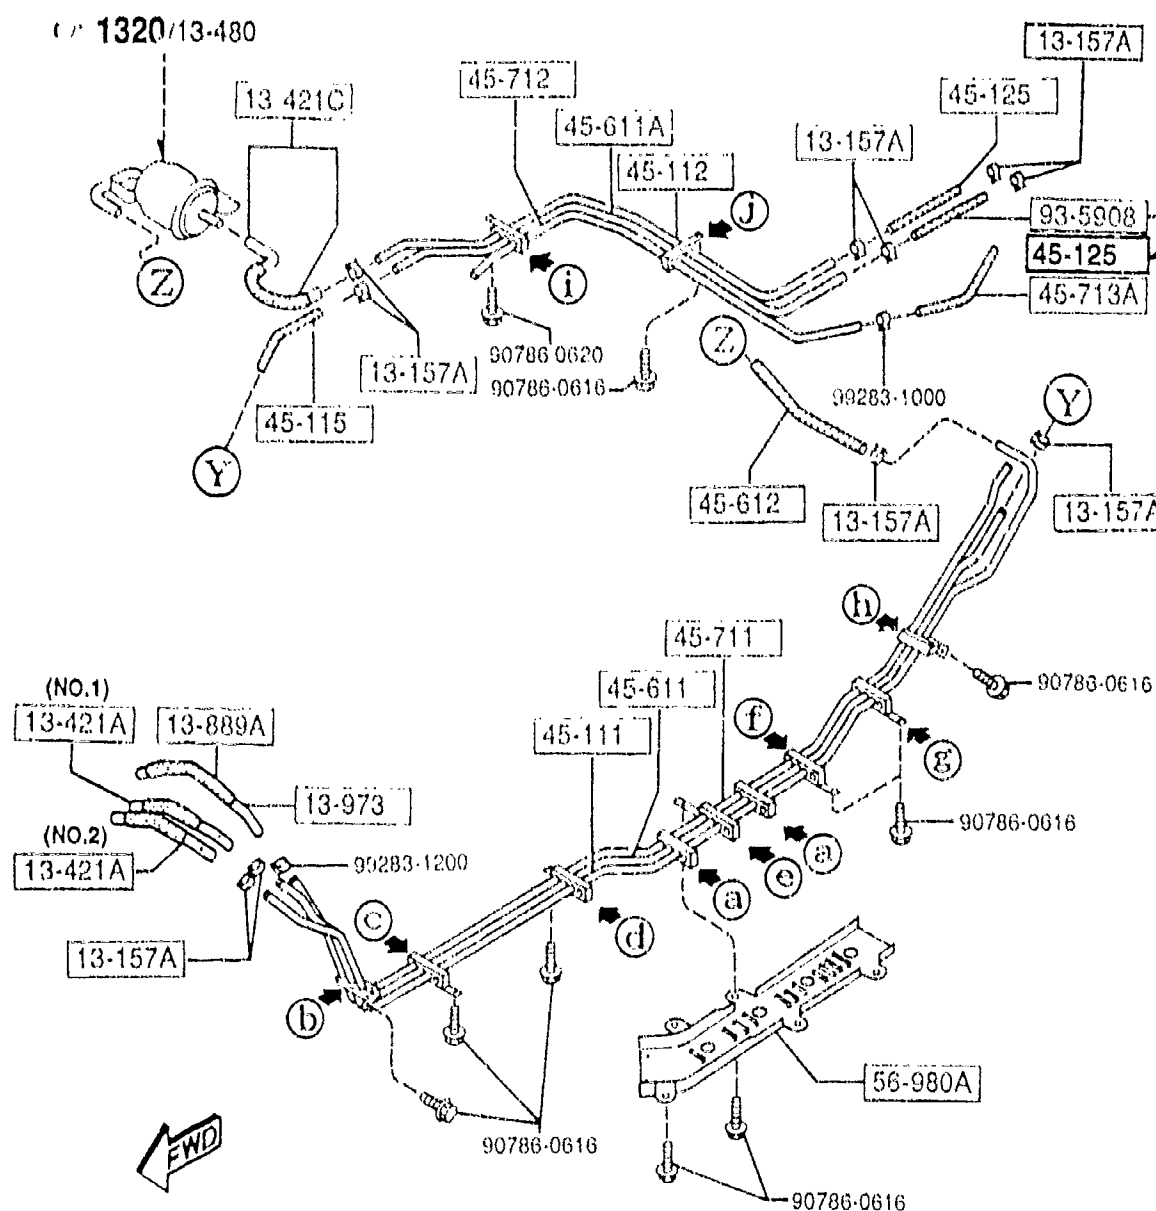 1320/13-480
13-157A
45-712
45-125
13-421C
45-611A
13-157A
45-112
j
93-5908
45-125
Z
i
45-713A
90786-0620
Z
13-157A
90786-0616
99283-1000
Y
45-115
Y
45-612
13-157A
13-157A
h
45-711
90786-0616
(NO.1)
45-611
13-421A
13-889A
f
45-111
g
13-973
90786-0616
(NO.2)
a
13-421A
99283-1200
e
a
c
d
13-157A
b
56-980A
FWD
90786-0616
90786-0616